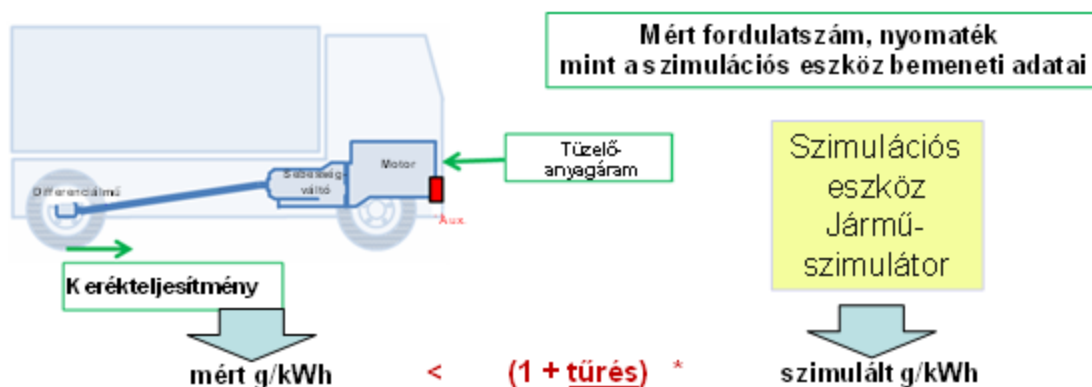 Mért fordulatszám, nyomaték
mint a szimulációs eszköz bemeneti adatai
Tüzelő-
anyagáram
Szimulációs
eszköz
Jármű-
szimulátor
Motor
Sebesség-
váltó
Differenciálmű
Aux.
Kerékteljesítmény
mért g/kWh < (1 + tűrés) * szimulált g/kWh